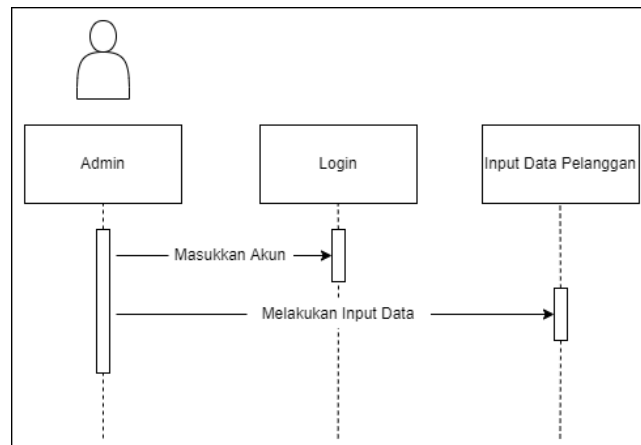 Admin
Login
Input Data Pelanggan
Masukkan Akun
Melakukan Input Data